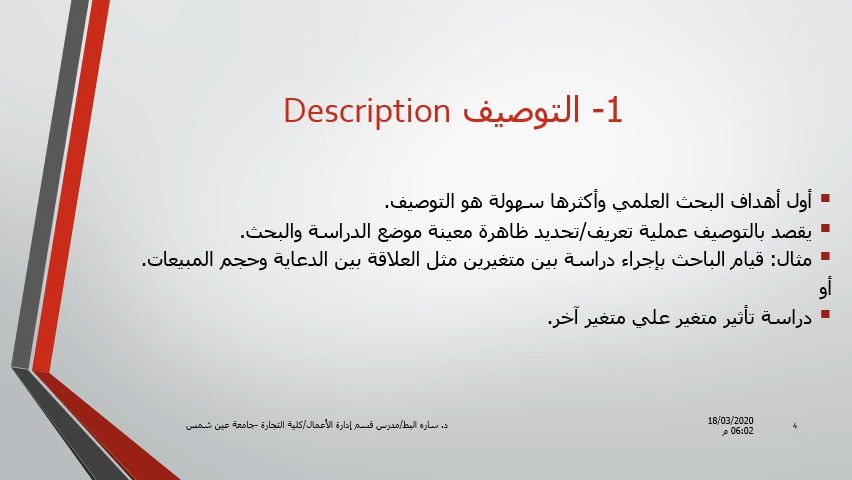 1- التوصيف Description
أول أهداف البحث العلمي وأكثرها سهولة هو التوصيف.
يقصد بالتوصيف عملية تعريف/تحديد ظاهرة معينة موضع الدراسة والبحث.
مثال: قيام الباحث بإجراء دراسة بين متغيرين مثل العلاقة بين الدعاية وحجم المبيعات.
أو
دراسة تأثير متغير علي متغير آخر.
4
18/03/2020
06:02 م
د. ساره البط/مدرس قسم إدارة الأعمال/كلية التجارة -جامعة عين شمس